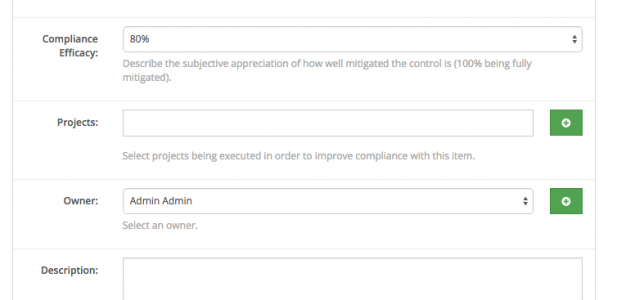 Compliance
Efficacy:
80%
Describe the subjective appreciation of how well mitigated the control is (100% being fully
mitigated).
Projects:
Select projects being executed in order to improve compliance with this item.
Owner:
Admin Admin
Select an owner.
Description: